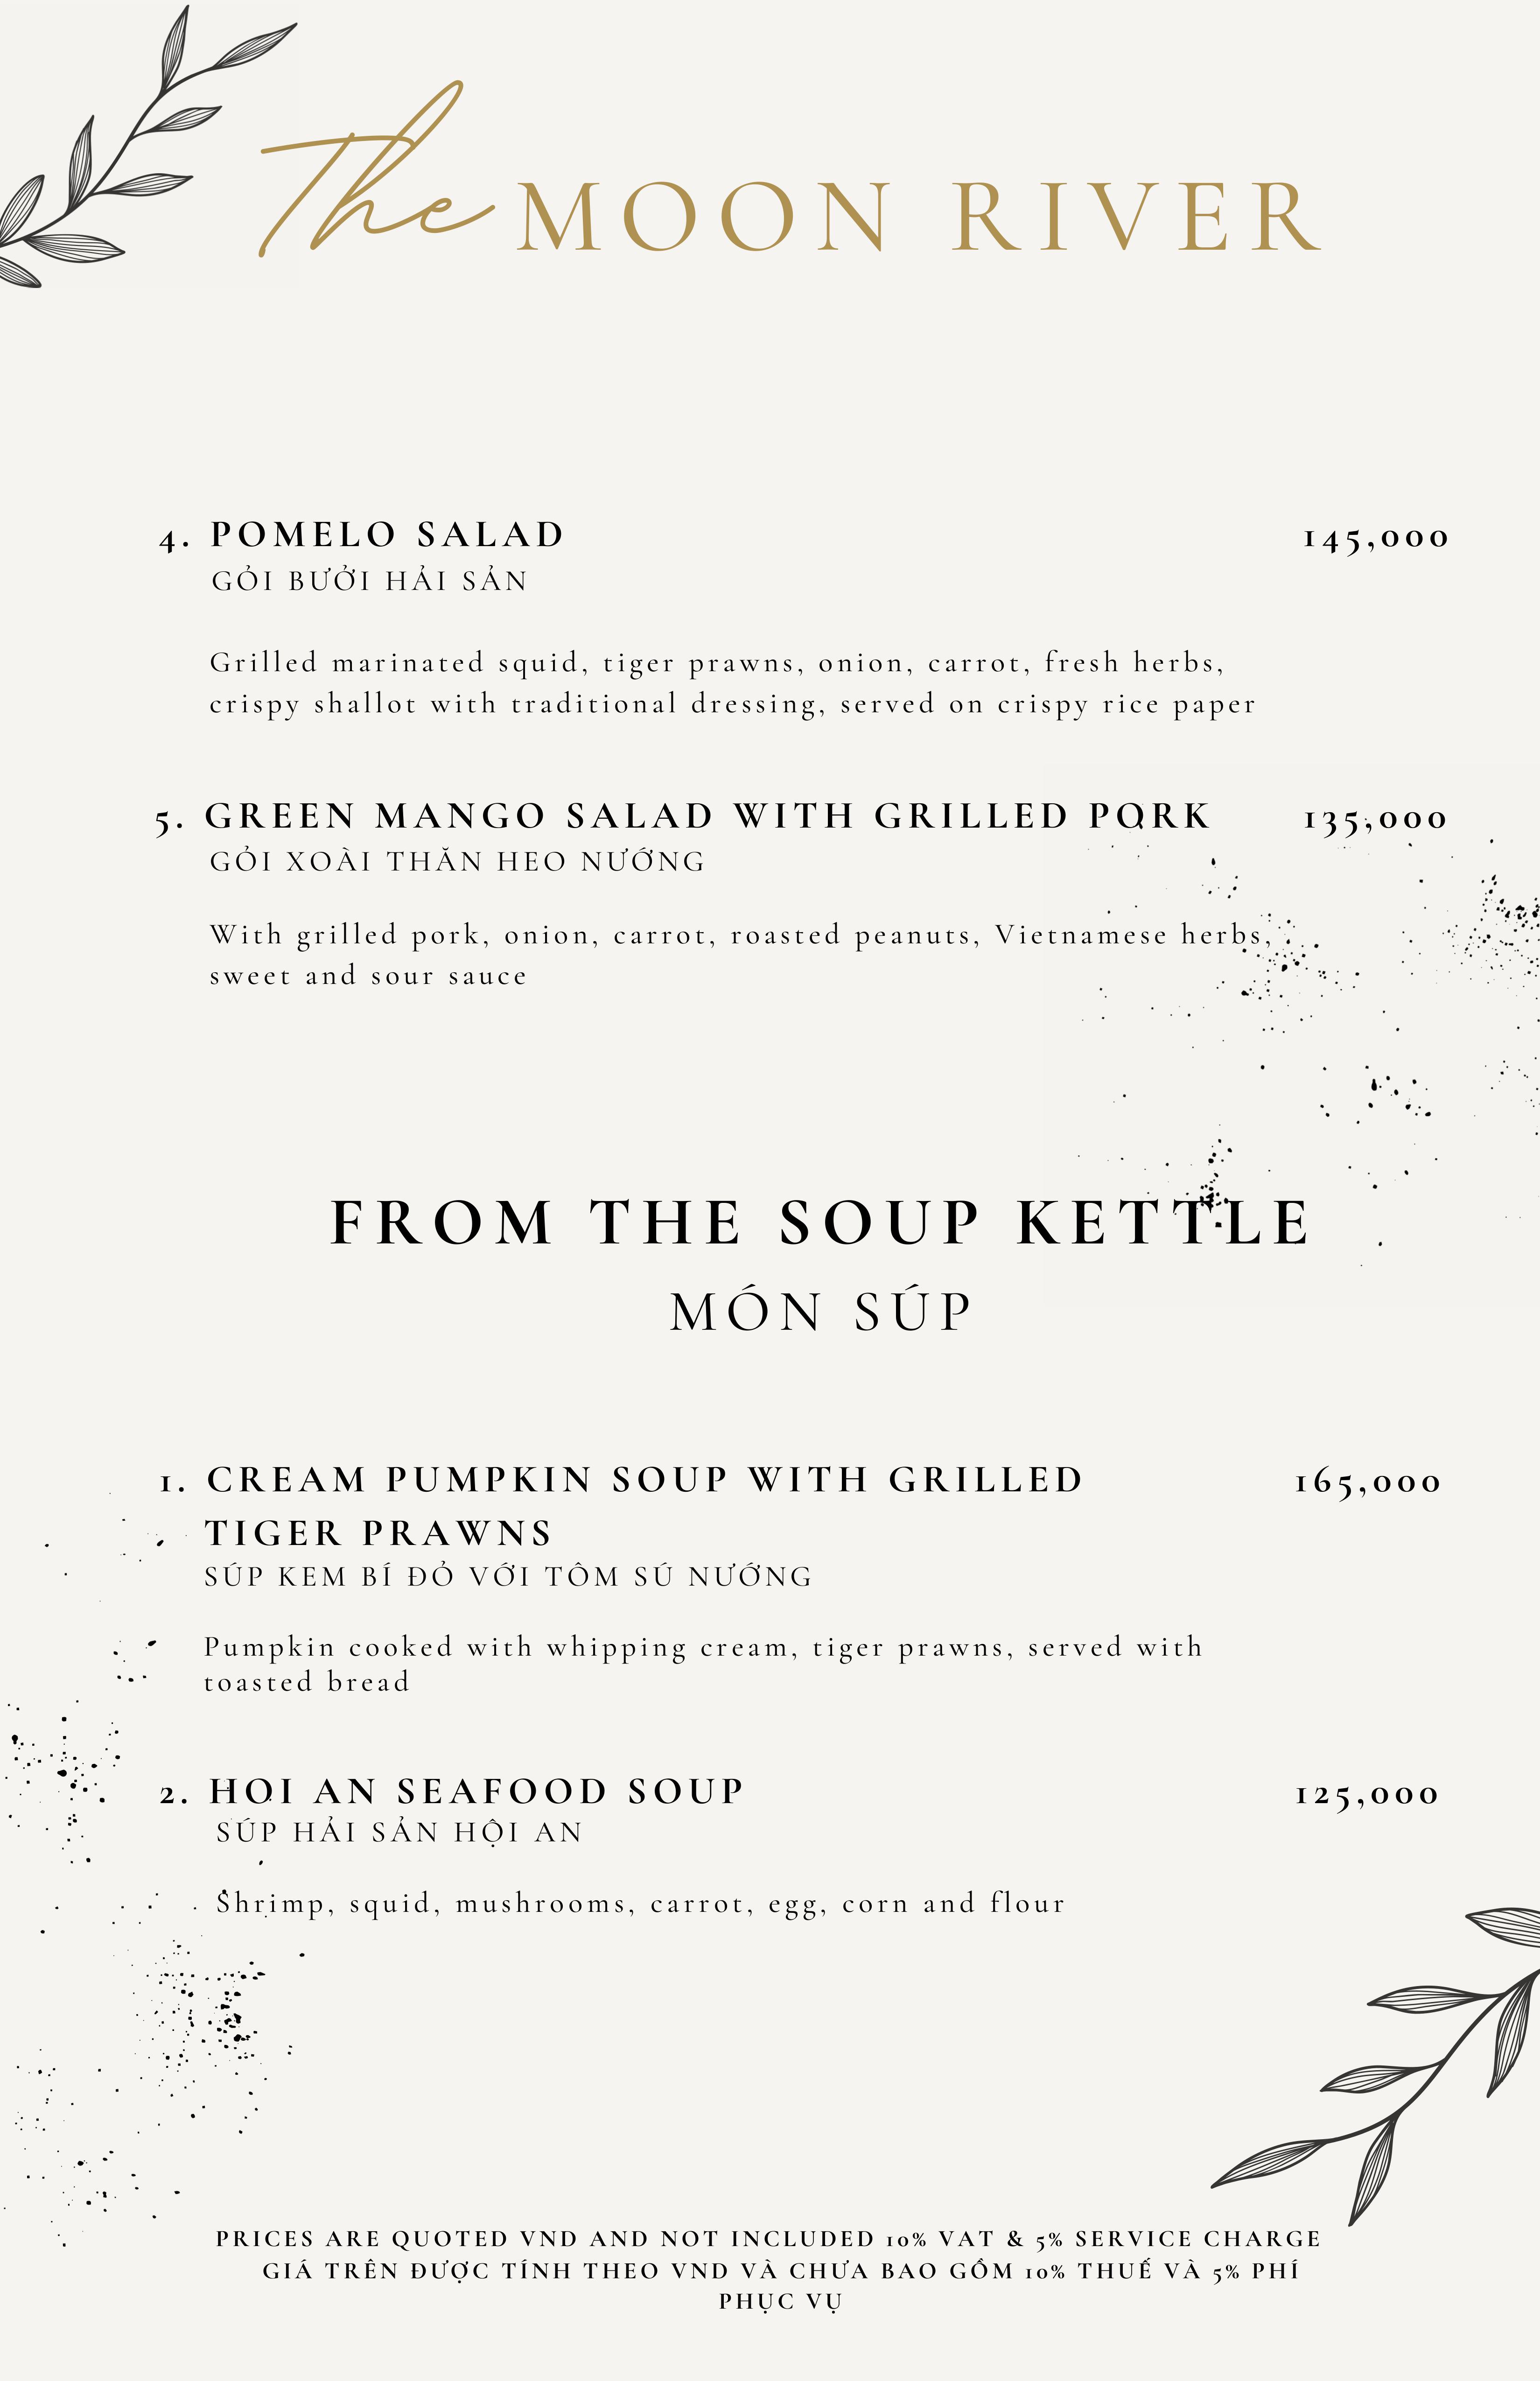 The MOON RIVER
4. POMELO SALAD 145,000
GỎI BƯỞI HẢI SẢN
Grilled marinated squid, tiger prawns, onion, carrot, fresh herbs,
crispy shallot with traditional dressing, served on crispy rice paper
5. GREEN MANGO SALAD WITH GRILLED PORK 135,000
GỎI XOÀI THĂN HEO NƯỚNG
With grilled pork, onion, carrot, roasted peanuts, Vietnamese herbs,
sweet and sour sauce
FROM THE SOUP KETTLE
MÓN SÚP
1. CREAM PUMPKIN SOUP WITH GRILLED 165,000
TIGER PRAWNS
SÚP KEM BÍ ĐỎ VỚI TÔM SÚ NƯỚNG
Pumpkin cooked with whipping cream, tiger prawns, served with
toasted bread
2. HOI AN SEAFOOD SOUP 125,000
SÚP HẢI SẢN HỘI AN
Shrimp, squid, mushrooms, carrot, egg, corn and flour
PRICES ARE QUOTED VND AND NOT INCLUDED 10% VAT & 5% SERVICE CHARGE
GIÁ TRÊN ĐƯỢC TÍNH THEO VND VÀ CHƯA BAO GỒM 10% THUẾ VÀ 5% PHÍ
PHỤC VỤ